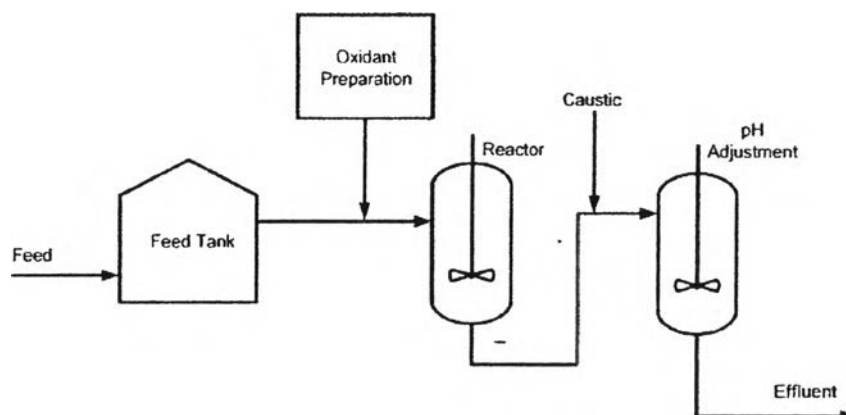 Oxidant
Preparation
Caustic
pH
Adjustment
Reactor
Feed Tank
Feed
Effluent